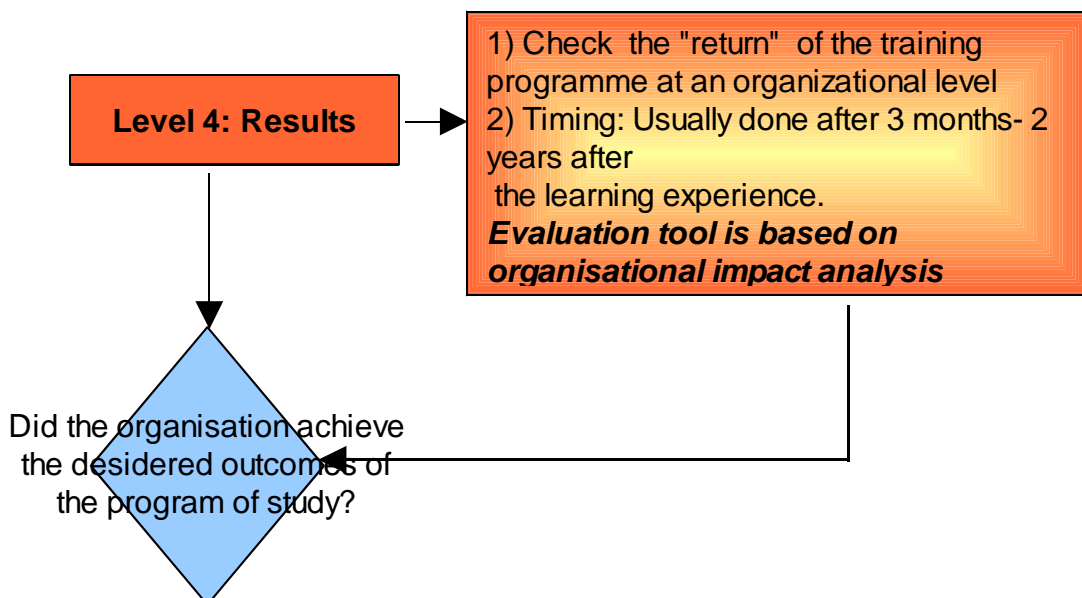 Level 4: Results
1) Check the "return" of the training
programme at an organizational level
2) Timing: Usually done after 3 months- 2
years after
the learning experience.
Evaluation tool is based on
organisational impact analysis
Did the organisation achieve
the desidered outcomes of
the program of study?